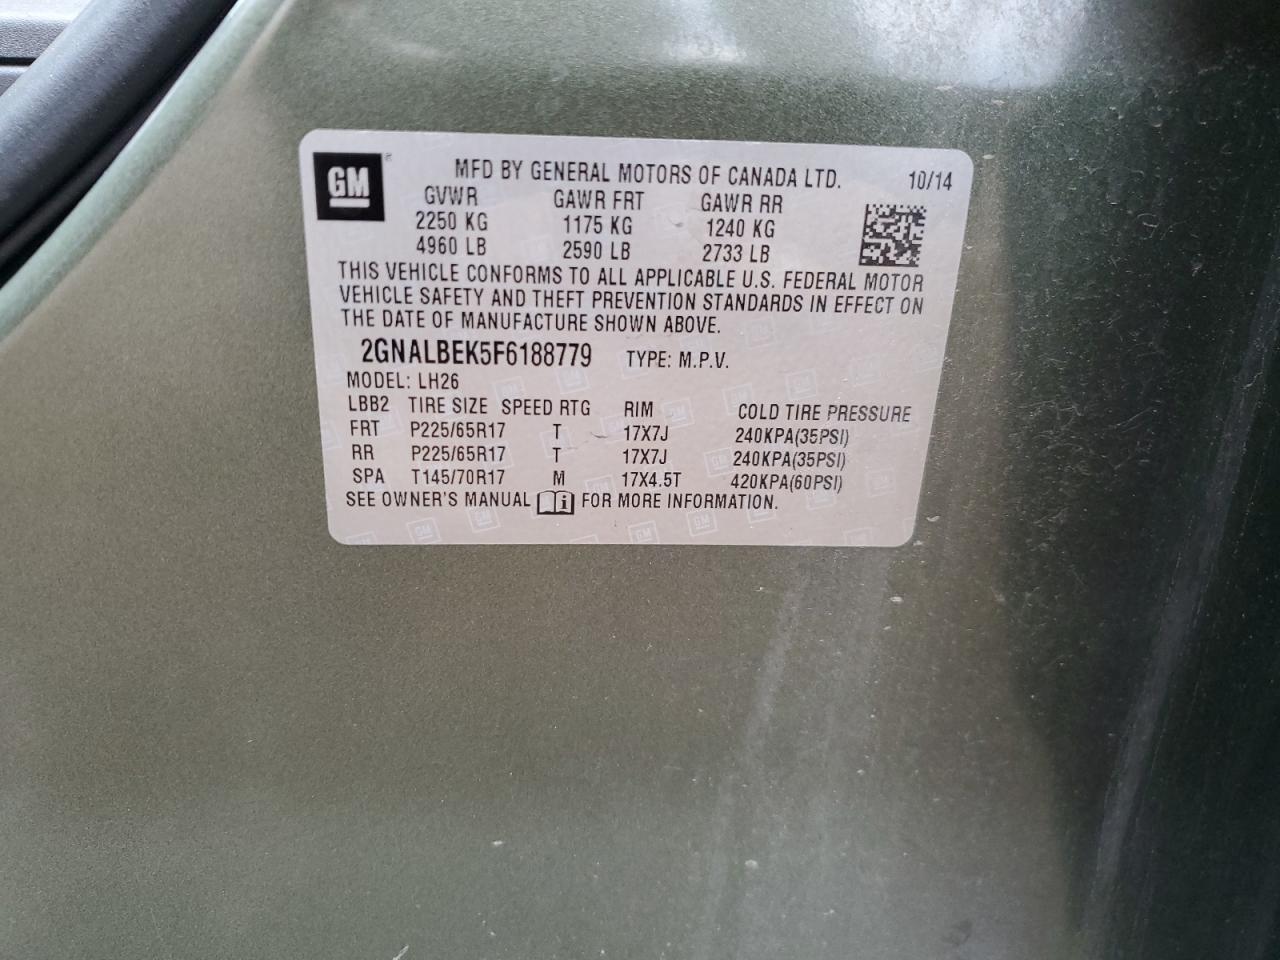 GM
MFD BY GENERAL MOTORS OF CANADA LTD. 10/14
GVWR GAWR FRT GAWR RR
2250 KG 1175 KG 1240 KG
4960 LB 2590 LB 2733 LB
THIS VEHICLE CONFORMS TO ALL APPLICABLE U.S. FEDERAL MOTOR
VEHICLE SAFETY AND THEFT PREVENTION STANDARDS IN EFFECT ON
THE DATE OF MANUFACTURE SHOWN ABOVE.
2GNALBEK5F6188779 TYPE: M.P.V.
MODEL: LH26
LBB2 TIRE SIZE SPEED RTG RIM COLD TIRE PRESSURE
FRT P225/65R17 T 17X7J 240KPA(35PSI)
RR P225/65R17 T 17X7J 240KPA(35PSI)
SPA T145/70R17 M 17X4.5T 420KPA(60PSI)
SEE OWNER'S MANUAL FOR MORE INFORMATION.